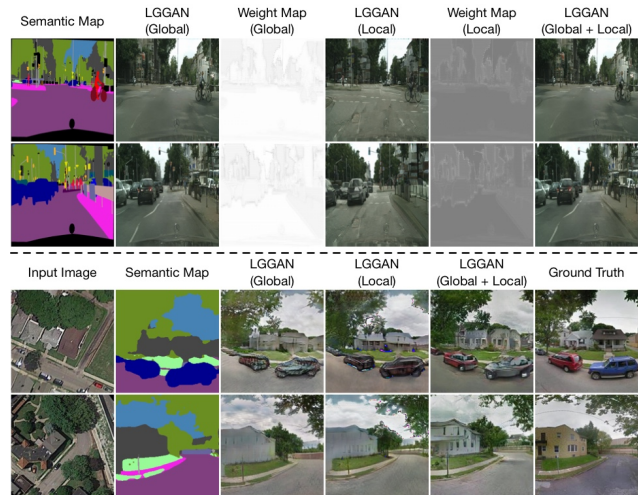 Semantic Map
LGGAN
(Global)
Weight Map
(Global)
LGGAN
(Local)
Weight Map
(Local)
LGGAN
(Global + Local)
Input Image
Semantic Map
LGGAN
(Global)
LGGAN
(Local)
LGGAN
(Global + Local)
Ground Truth